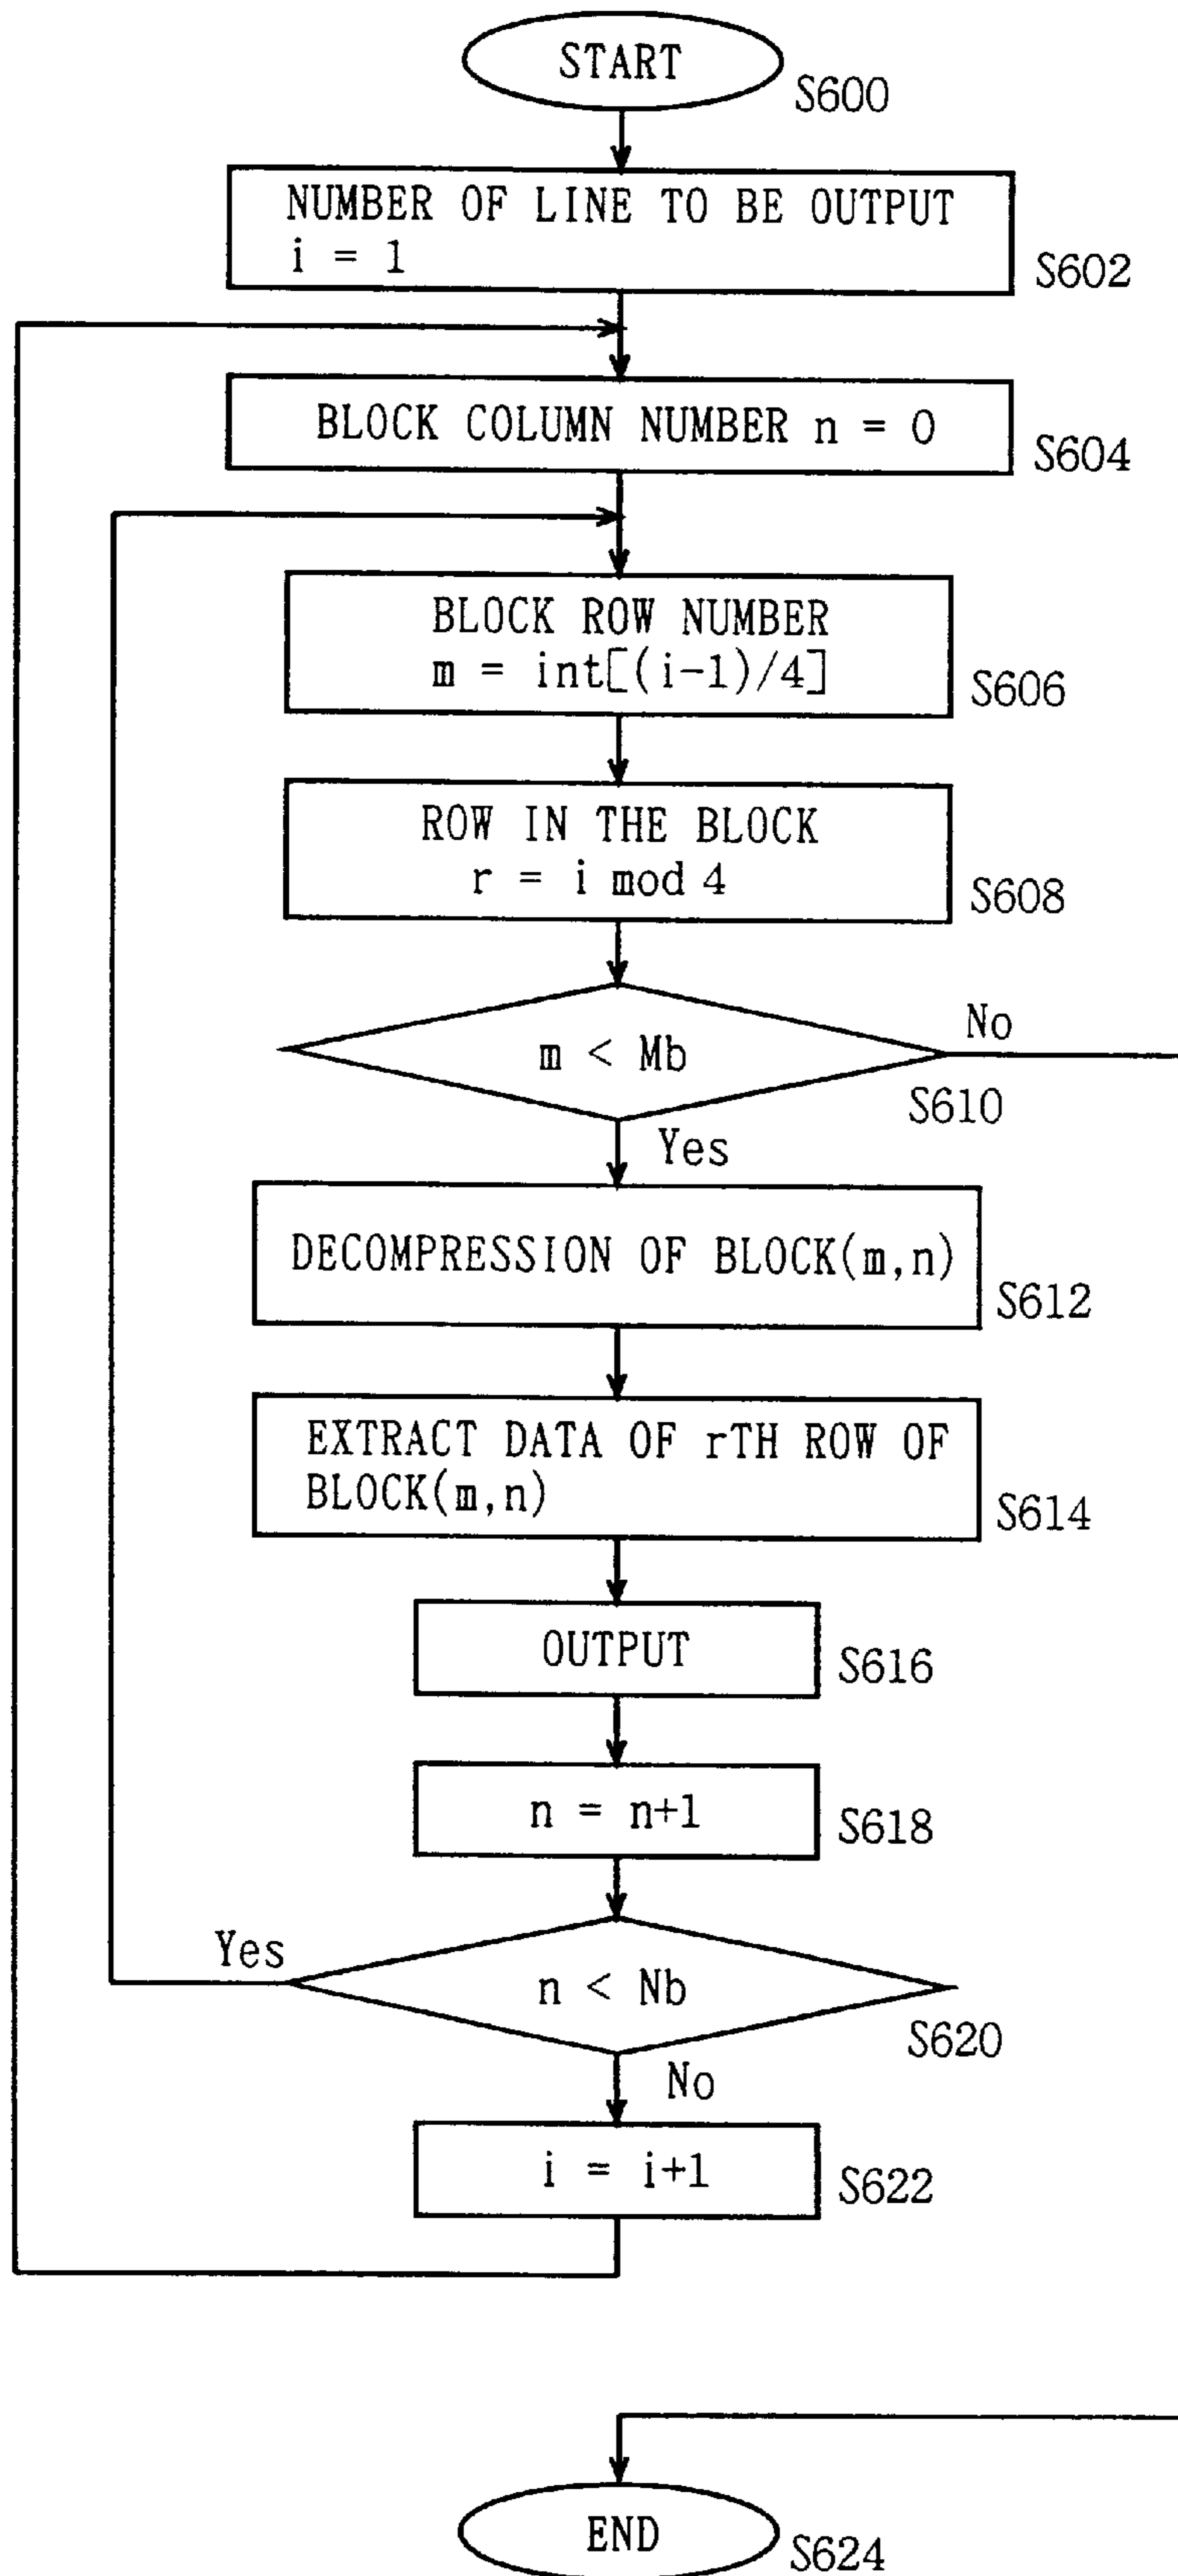 START
S600
NUMBER OF LINE TO BE OUTPUT
i = 1
S602
BLOCK COLUMN NUMBER n = 0
S604
BLOCK ROW NUMBER
m = int[(i-1)/4]
S606
ROW IN THE BLOCK
r = i mod 4
S608
m < Mb
No
S610
Yes
DECOMPRESSION OF BLOCK(m,n)
S612
EXTRACT DATA OF rTH ROW OF
BLOCK(m,n)
S614
OUTPUT
S616
n = n+1
S618
Yes
n < Nb
S620
No
i = i+1
S622
END
S624